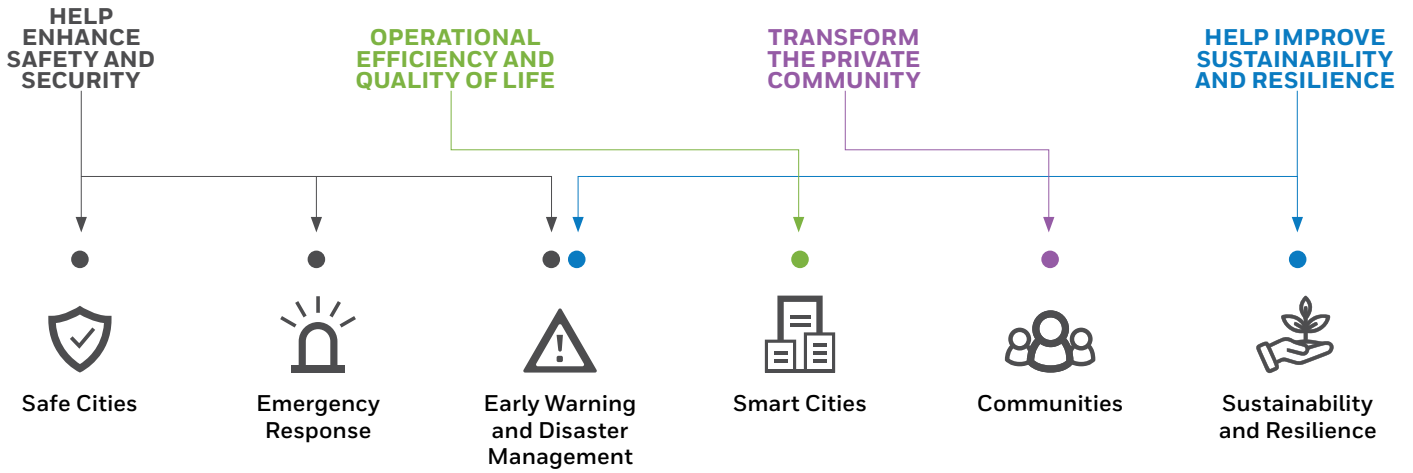 HELP
ENHANCE
SAFETY AND
SECURITY
OPERATIONAL
EFFICIENCY AND
QUALITY OF LIFE
TRANSFORM
THE PRIVATE
COMMUNITY
HELP IMPROVE
SUSTAINABILITY
AND RESILIENCE
Safe Cities
Emergency
Response
Early Warning
and Disaster
Management
Smart Cities
Communities
Sustainability
and Resilience